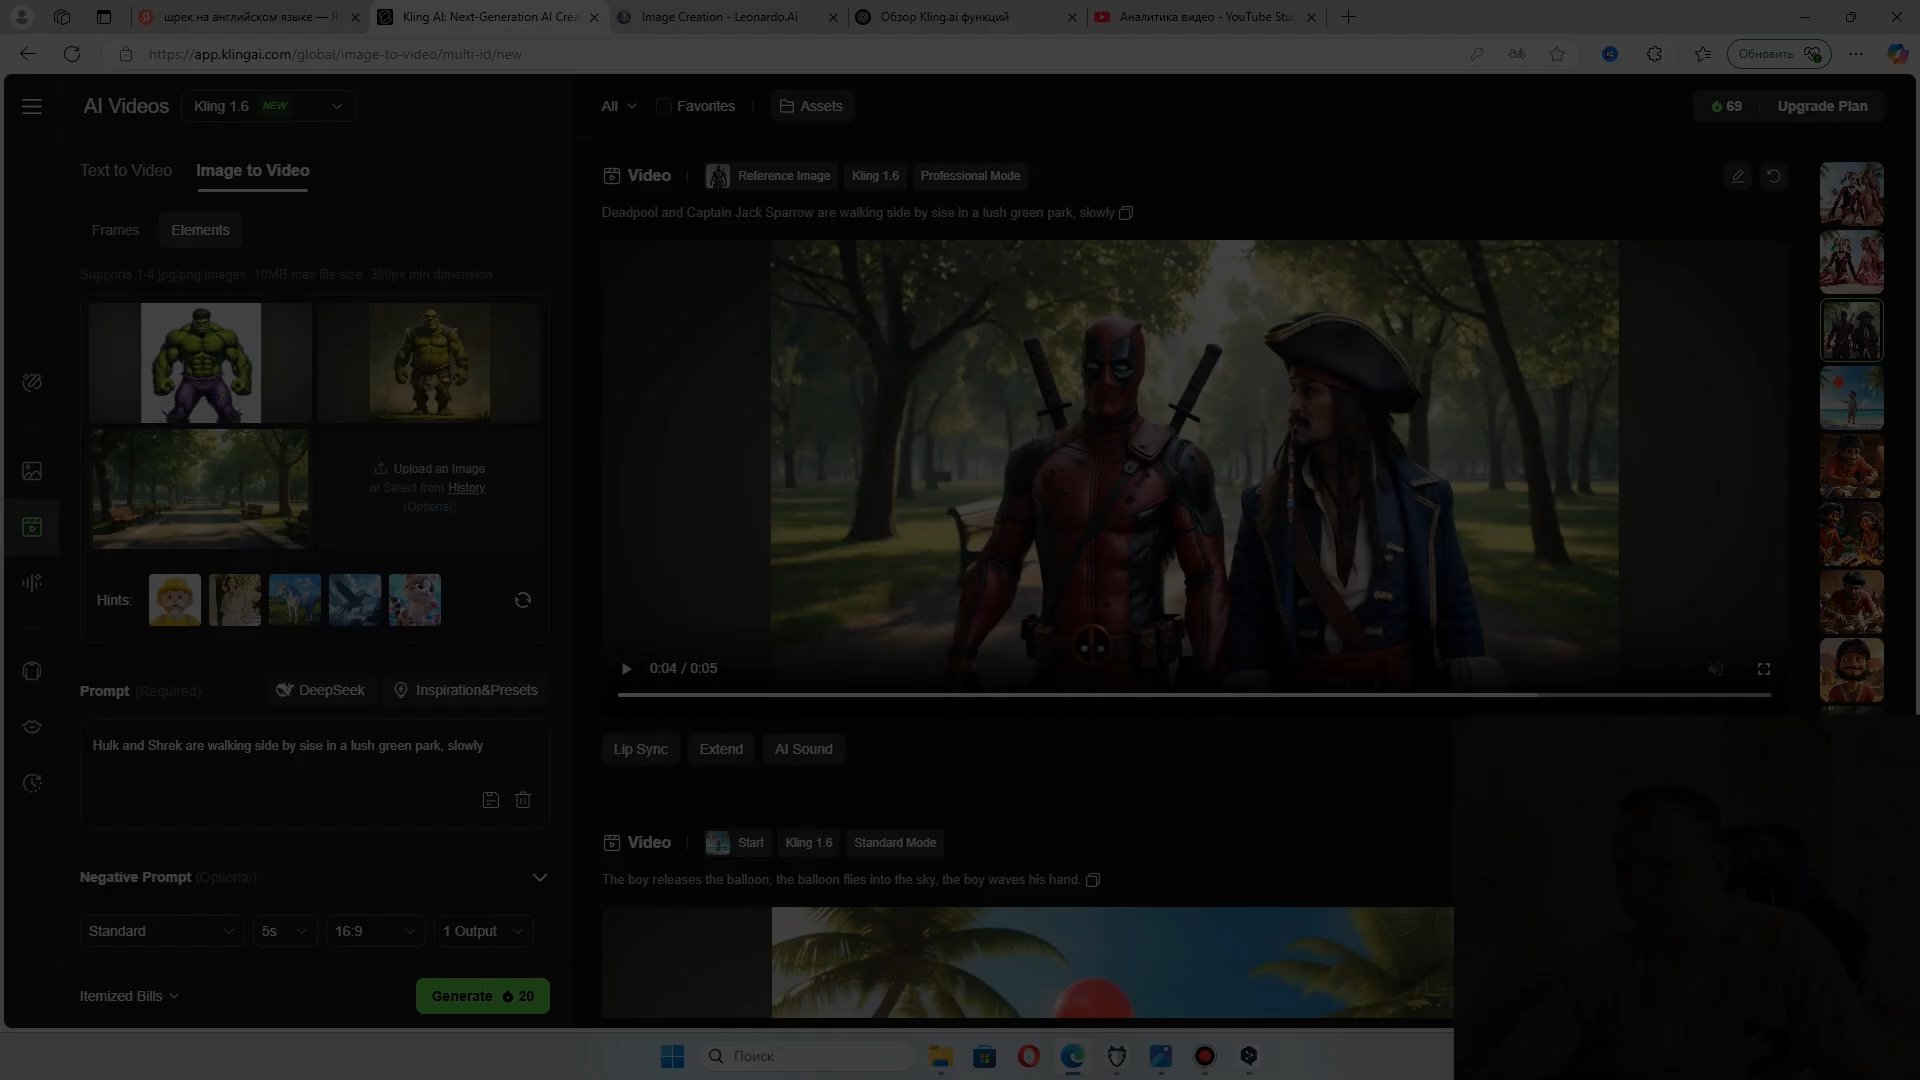 шрек на английском языке — Я
Kling AI: Next-Generation AI Crea
Image Creation - Leonardo.Ai
Обзор Kling.ai функций
Аналитика видео - YouTube Stu
https://app.klingai.com/global/image-to-video/multi-id/new
Обновить
AI Videos
Kling 1.6 NEW
All
Favorites
Assets
69
Upgrade Plan
Text to Video
Image to Video
Video
Reference Image
Kling 1.6
Professional Mode
Deadpool and Captain Jack Sparrow are walking side by sise in a lush green park, slowly
Frames
Elements
Supports 1-4 jpg/png images. 10MB max file size. 300px min dimension
Upload an Image
or Select from History
(Optional)
Hints:
0:04 / 0:05
Prompt (Required)
DeepSeek
Inspiration&Presets
Hulk and Shrek are walking side by sise in a lush green park, slowly
Lip Sync
Extend
AI Sound
Video
Start
Kling 1.6
Standard Mode
The boy releases the balloon, the balloon flies into the sky, the boy waves his hand.
Negative Prompt (Optional)
Standard
5s
16:9
1 Output
Itemized Bills
Generate 20
Поиск